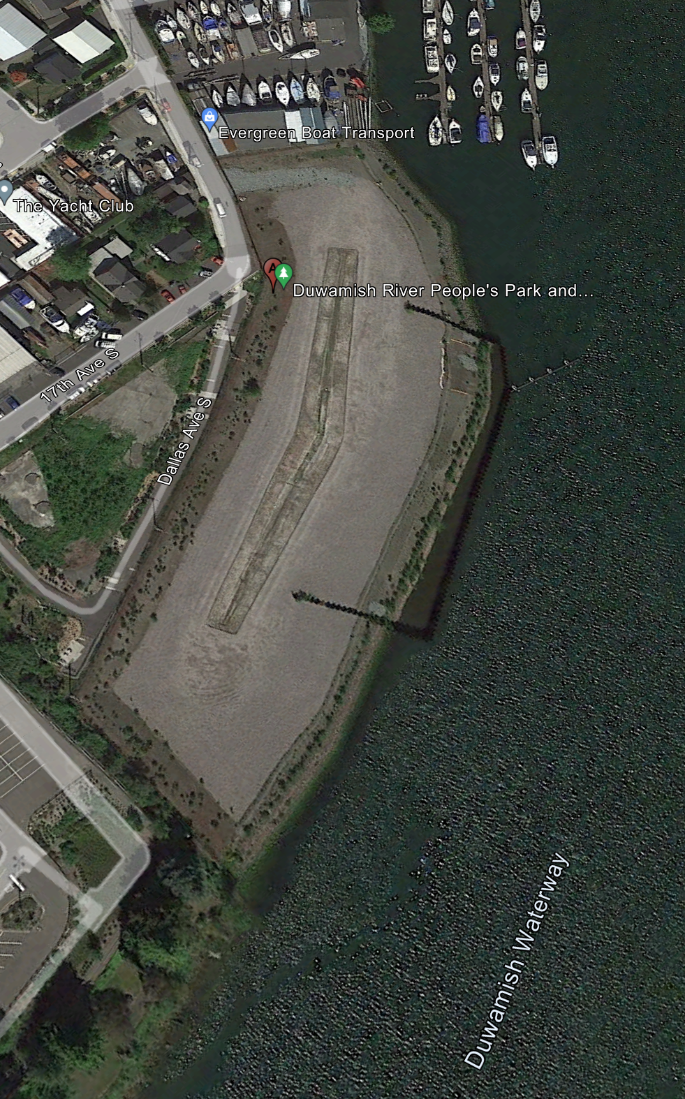 Evergreen Boat Transport
The Yacht Club
Duwamish River People's Park and...
17th Ave S
Dallas Ave S
Duwamish Waterway